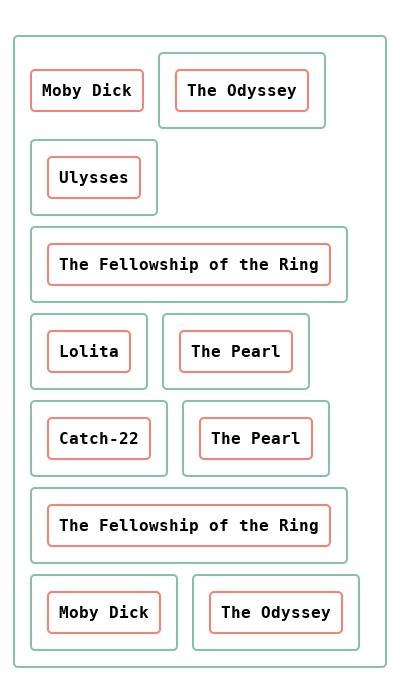 Moby Dick The Odyssey
Ulysses
The Fellowship of the Ring
Lolita The Pearl
Catch-22 The Pearl
The Fellowship of the Ring
Moby Dick The Odyssey